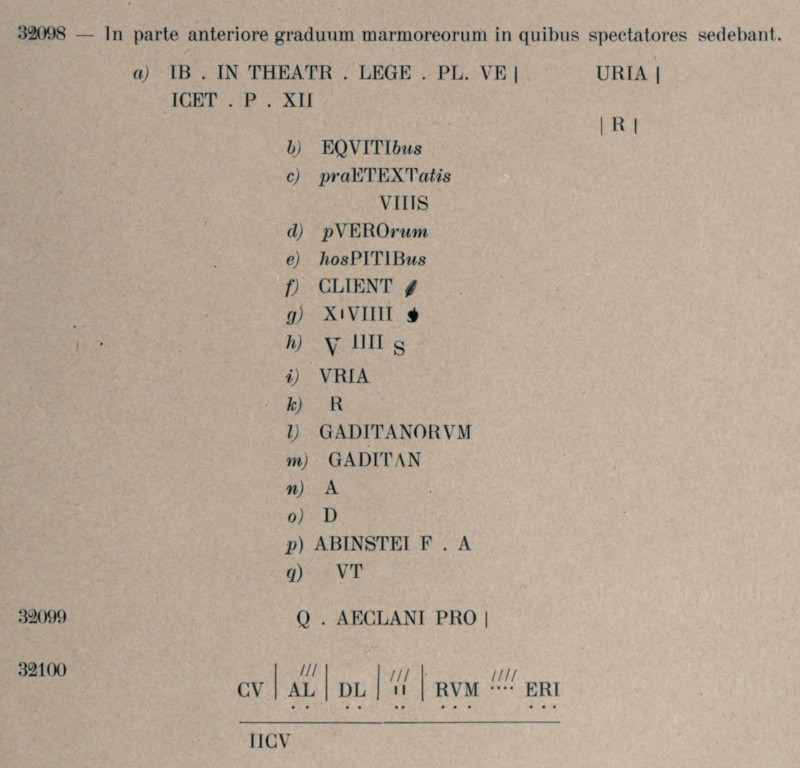 32098 — In parte anteriore graduum marmoreorum in quibus spectatores sedebant.
a) IB . IN THEATR . LEGE . PL. VE | URIA |
ICET . P . XII
| R |
b) EQVITIbus
c) praETEXTatis
VIIIS
d) pVEROrum
e) hosPITIBus
f) CLIENT
g) XIVIIII
h) V IIII S
i) VRIA
k) R
l) GADITANORVM
m) GADITAN
n) A
o) D
p) ABINSTEI F . A
q) VT
32099 Q . AECLANI PRO |
32100 CV | AL | DL | II | RVM ···· ERI
IICV